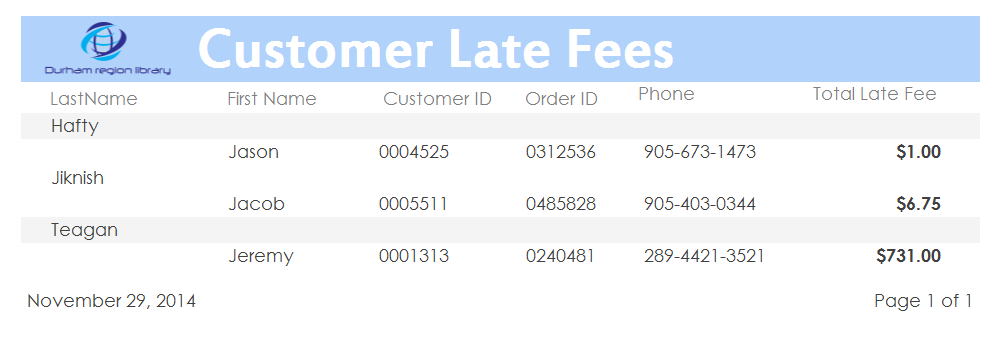 Durham region library
Customer Late Fees
LastName First Name Customer ID Order ID Phone Total Late Fee
Hafty
Jason 0004525 0312536 905-673-1473 $1.00
Jiknish
Jacob 0005511 0485828 905-403-0344 $6.75
Teagan
Jeremy 0001313 0240481 289-4421-3521 $731.00
November 29, 2014 Page 1 of 1